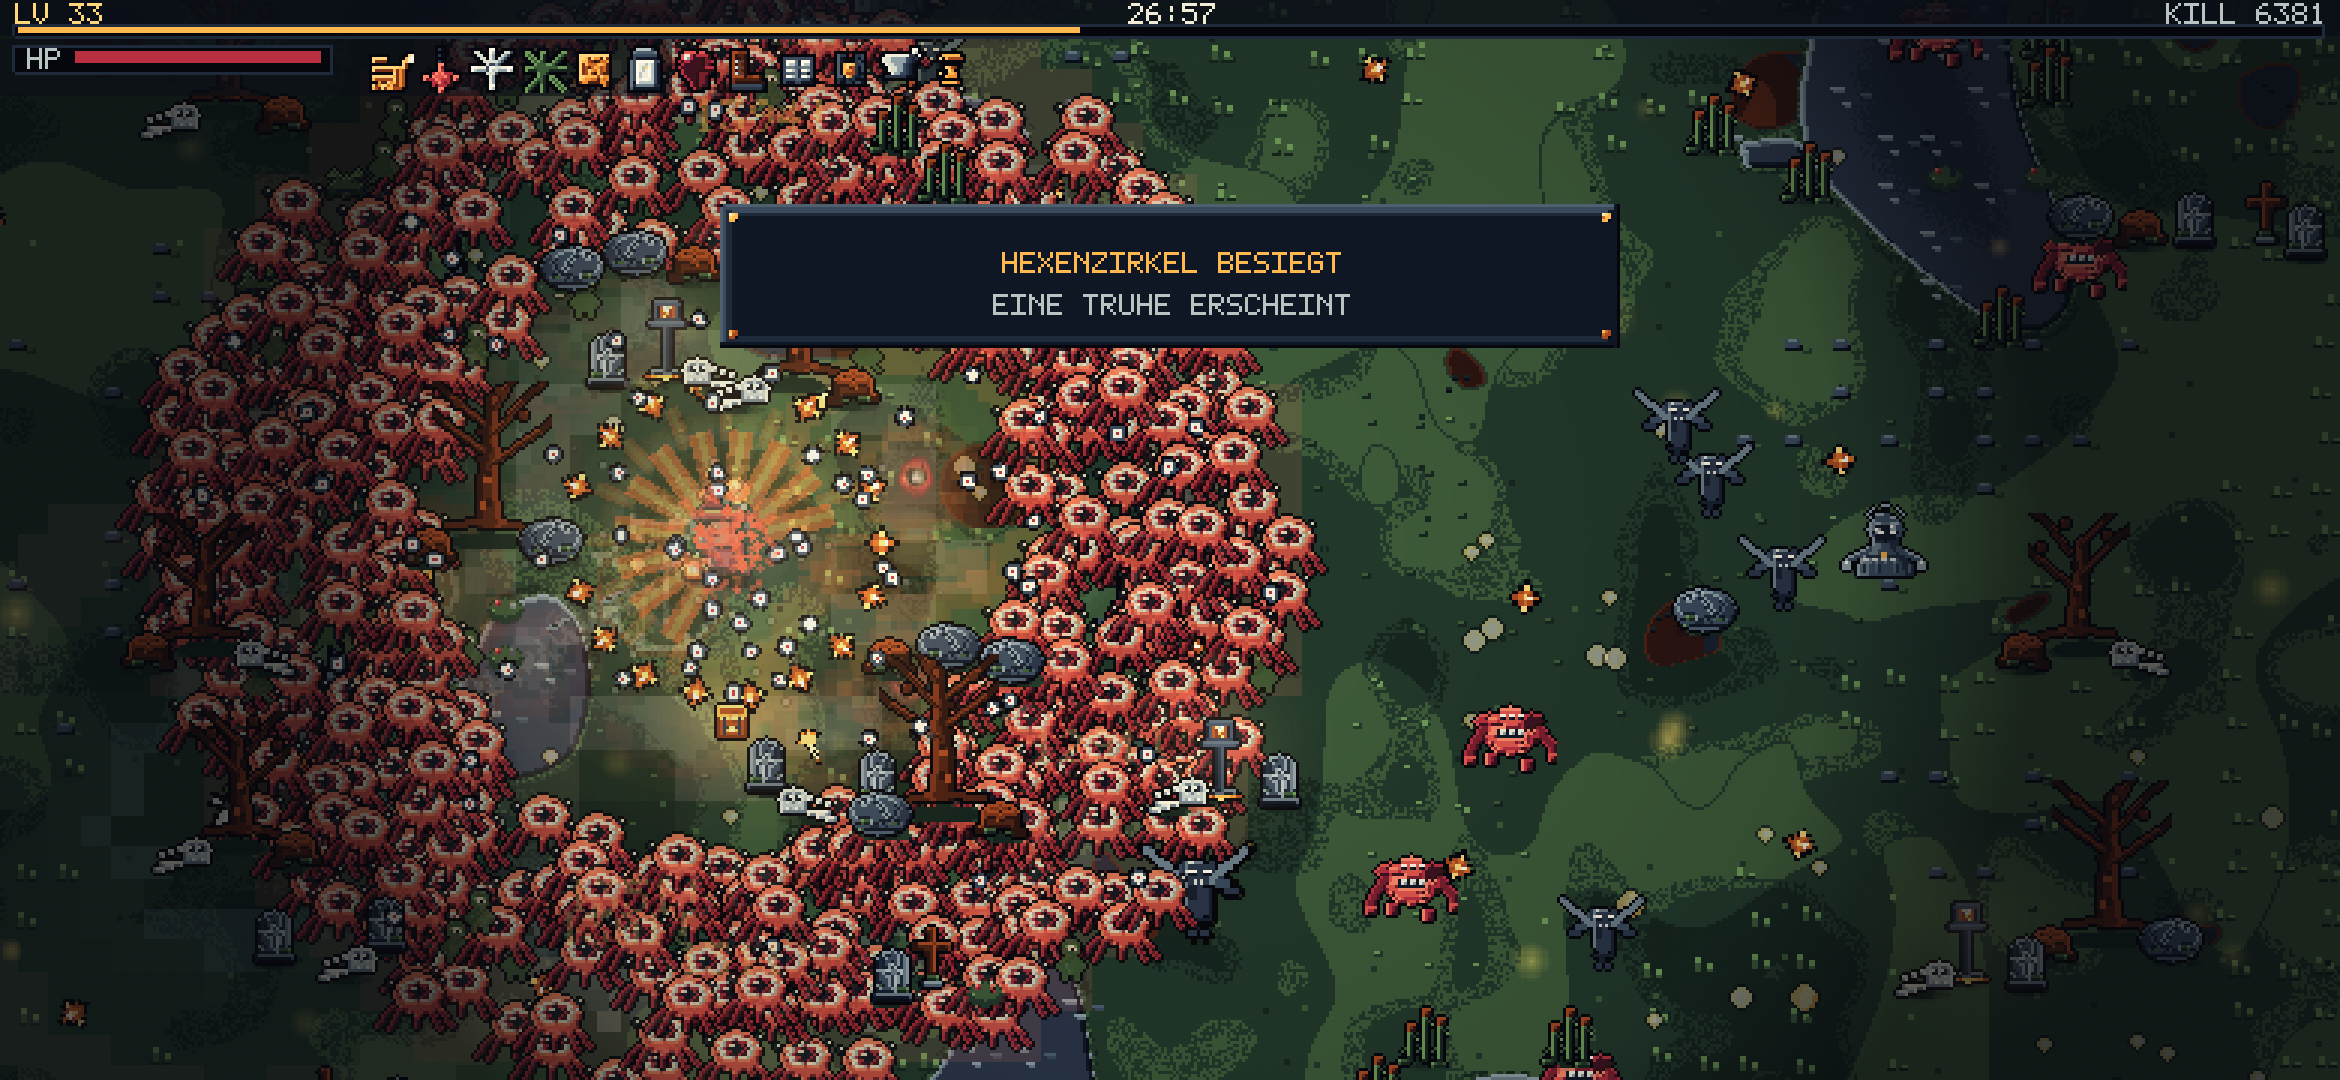 LV 33
26:57
KILL 6381
HP
HEXENZIRKEL BESIEGT
EINE TRUHE ERSCHEINT